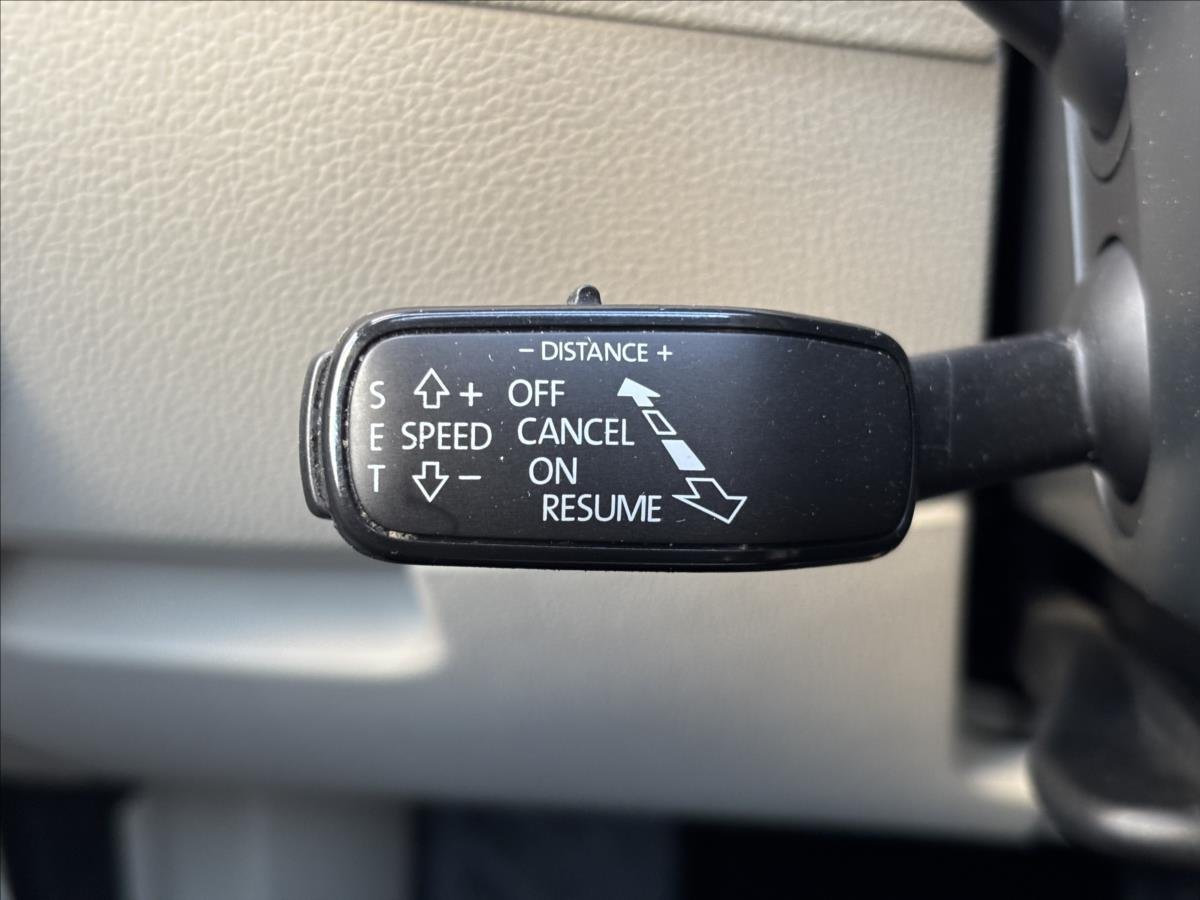 – DISTANCE +
S + OFF
E SPEED CANCEL
T – ON
RESUME